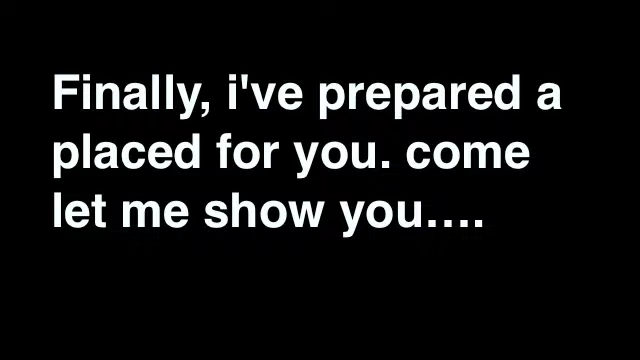 Finally, i've prepared a
placed for you. come
let me show you....